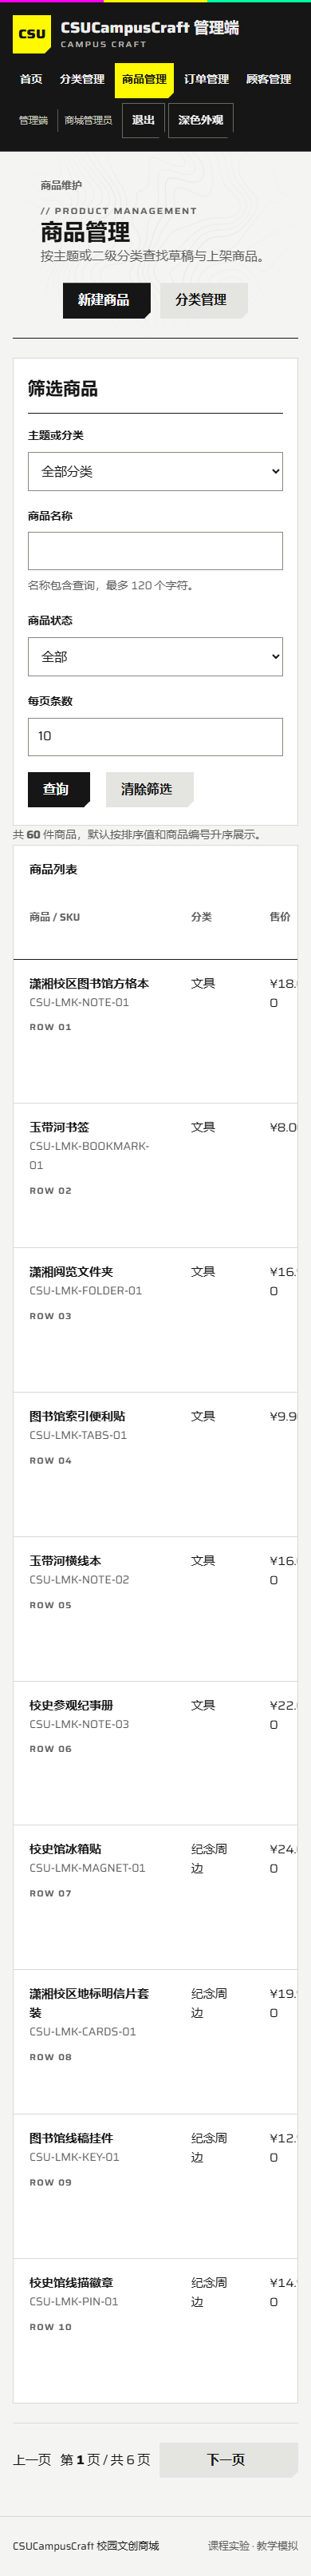 CSU
CSUCampusCraft 管理端
CAMPUS CRAFT
首页 分类管理 商品管理 订单管理 顾客管理
管理端 商城管理员 退出 深色外观
商品维护
// PRODUCT MANAGEMENT
商品管理
按主题或二级分类查找草稿与上架商品。
新建商品 分类管理
筛选商品
主题或分类
全部分类
商品名称
名称包含查询，最多 120 个字符。
商品状态
全部
每页条数
10
查询 清除筛选
共 60 件商品，默认按排序值和商品编号升序展示。
商品列表
商品 / SKU 分类 售价
潇湘校区图书馆方格本 文具 ¥18.
CSU-LMK-NOTE-01 0
ROW 01
玉带河书签 文具 ¥8.0
CSU-LMK-BOOKMARK-
01
ROW 02
潇湘阅览文件夹 文具 ¥16.
CSU-LMK-FOLDER-01 0
ROW 03
图书馆索引便利贴 文具 ¥9.9
CSU-LMK-TABS-01
ROW 04
玉带河横线本 文具 ¥16.
CSU-LMK-NOTE-02 0
ROW 05
校史参观纪事册 文具 ¥22.
CSU-LMK-NOTE-03 0
ROW 06
校史馆冰箱贴 纪念周 ¥24.
CSU-LMK-MAGNET-01 边 0
ROW 07
潇湘校区地标明信片套 纪念周 ¥19.
装 边 0
CSU-LMK-CARDS-01
ROW 08
图书馆线稿挂件 纪念周 ¥12.
CSU-LMK-KEY-01 边 0
ROW 09
校史馆线描徽章 纪念周 ¥14.
CSU-LMK-PIN-01 边 0
ROW 10
上一页 第 1 页 / 共 6 页 下一页
CSUCampusCraft 校园文创商城 课程实验 · 教学模拟